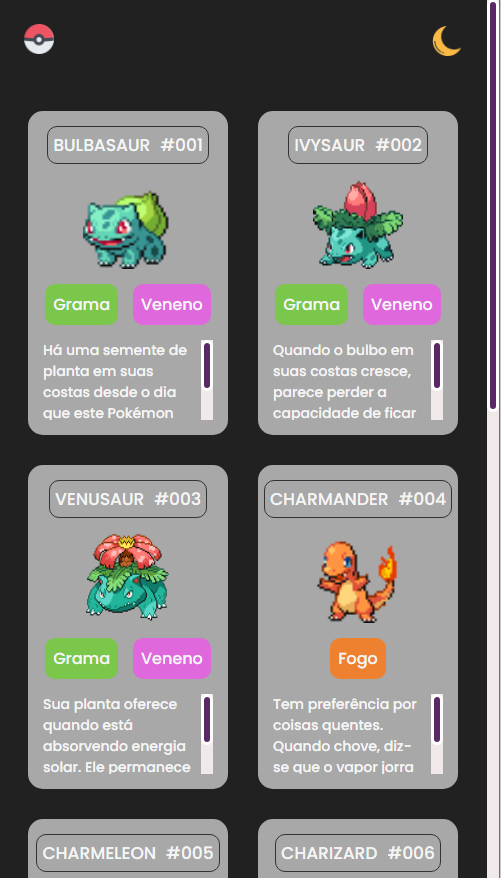 BULBASAUR #001
Grama Veneno
Há uma semente de
planta em suas
costas desde o dia
que este Pokémon
IVYSAUR #002
Grama Veneno
Quando o bulbo em
suas costas cresce,
parece perder a
capacidade de ficar
VENUSAUR #003
Grama Veneno
Sua planta oferece
quando está
absorvendo energia
solar. Ele permanece
CHARMANDER #004
Fogo
Tem preferência por
coisas quentes.
Quando chove, diz-
se que o vapor jorra
CHARMELEON #005
CHARIZARD #006